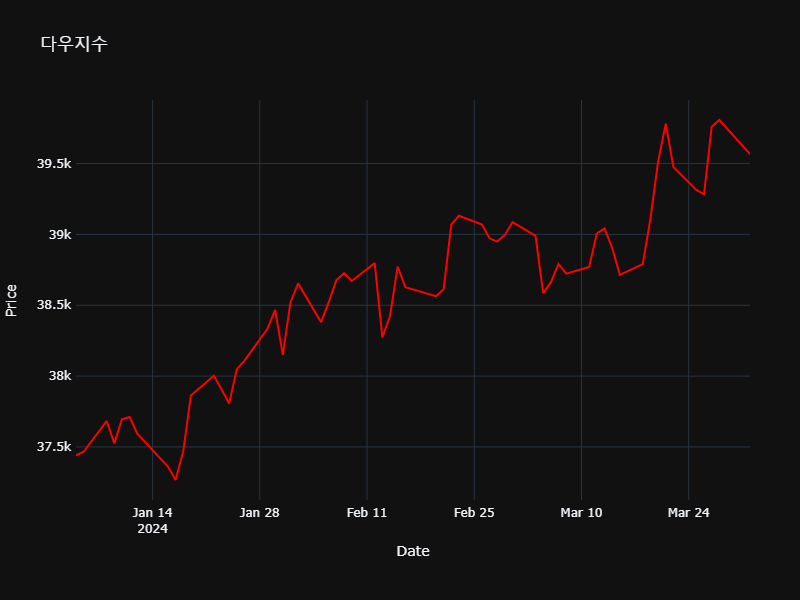 다우지수
39.5k
39k
38.5k
38k
37.5k
Price
Jan 14
2024
Jan 28
Feb 11
Feb 25
Mar 10
Mar 24
Date